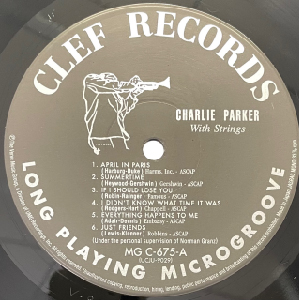 CLEF RECORDS
CHARLIE PARKER
With Strings
1. APRIL IN PARIS
(Harburg-Duke) Harms, Inc. - ASCAP
2. SUMMERTIME
(Heywood-Gershwin) Gershwin - ASCAP
3. IF I SHOULD LOSE YOU
(Robin-Rainger) Famous - ASCAP
4. I DIDN'T KNOW WHAT TIME IT WAS
(Rodgers-Hart) Chappell - ASCAP
5. EVERYTHING HAPPENS TO ME
(Adair-Dennis) Embassy - ASCAP
6. JUST FRIENDS
(Lewis-Klenner) Robbins - ASCAP
(Under the personal supervision of Norman Granz)
MG C-675-A
LONG PLAYING MICROGROOVE